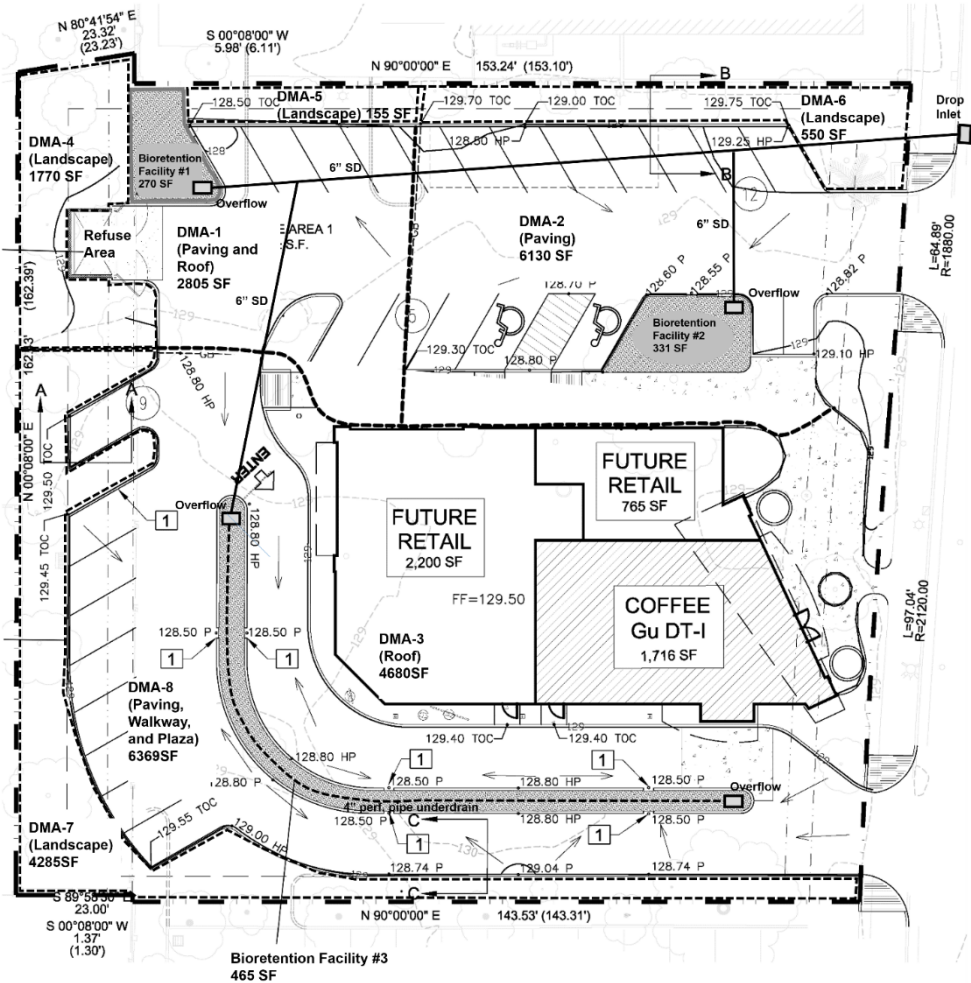 N 80°41'54" E
23.32'
(23.23')
S 00°08'00" W
5.98' (6.11')
N 90°00'00" E 153.24' (153.10')
B
128.50 TOC
DMA-5
(Landscape) 155 SF
129.70 TOC
129.00 TOC
129.75 TOC
DMA-6
(Landscape)
550 SF
Drop
Inlet
DMA-4
(Landscape)
1770 SF
Bioretention
Facility #1
270 SF
128
128.50 HP
129.25 HP
B
6" SD
Overflow
12
129
Refuse
Area
DMA-1
(Paving and
Roof)
2805 SF
E AREA 1
S.F.
DMA-2
(Paving)
6130 SF
6" SD
L=64.89'
R=1880.00
6" SD
128.70 P
128.60 P
128.55 P
Overflow
128.82 P
129
Bioretention
Facility #2
331 SF
162.33' (162.39')
129.30 TOC
128.80 P
129
129.10 HP
128.80 HP
A
A
9
N 00°08'00" E
129.50 TOC
ENTER
Overflow
1
128.80 HP
FUTURE
RETAIL
765 SF
FUTURE
RETAIL
2,200 SF
129.45 TOC
FF=129.50
COFFEE
Gu DT-I
1,716 SF
L=97.04'
R=2120.00
128.50 P
128.50 P
1
1
DMA-3
(Roof)
4680SF
DMA-8
(Paving,
Walkway,
and Plaza)
6369SF
129.40 TOC
129.40 TOC
129
128.80 HP
1
1
128.80 P
128.50 P
128.80 HP
128.50 P
Overflow
4" perf. pipe underdrain
128.50 P
128.80 HP
128.50 P
1
C
1
DMA-7
(Landscape)
4285SF
129.55 TOC
129.00 HP
130
128.74 P
129.04 P
128.74 P
C
23.00'
S 00°08'00" W
1.37'
(1.30')
N 90°00'00" E 143.53' (143.31')
Bioretention Facility #3
465 SF